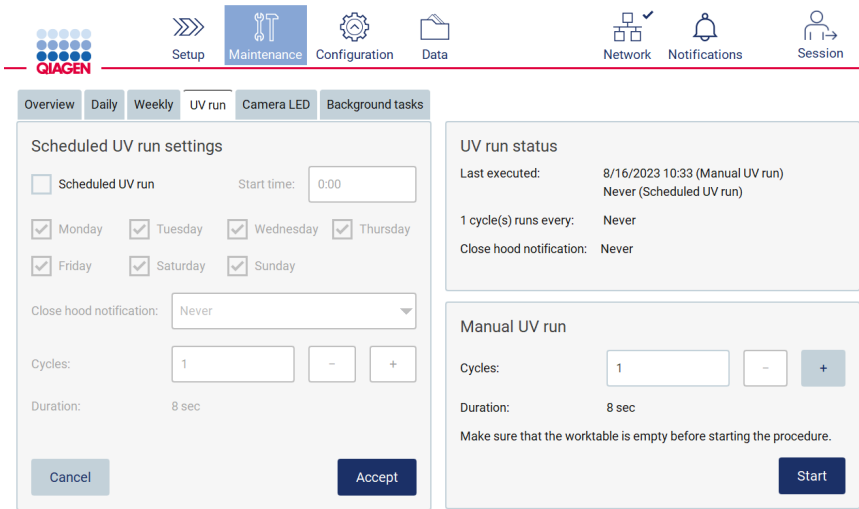 QIAGEN
Setup
Maintenance
Configuration
Data
Network
Notifications
Session
Overview
Daily
Weekly
UV run
Camera LED
Background tasks
Scheduled UV run settings
Scheduled UV run
Start time:
0:00
Monday
Tuesday
Wednesday
Thursday
Friday
Saturday
Sunday
Close hood notification:
Never
Cycles:
1
−
+
Duration:
8 sec
Cancel
Accept
UV run status
Last executed:
8/16/2023 10:33 (Manual UV run)
Never (Scheduled UV run)
1 cycle(s) runs every:
Never
Close hood notification:
Never
Manual UV run
Cycles:
1
−
+
Duration:
8 sec
Make sure that the worktable is empty before starting the procedure.
Start